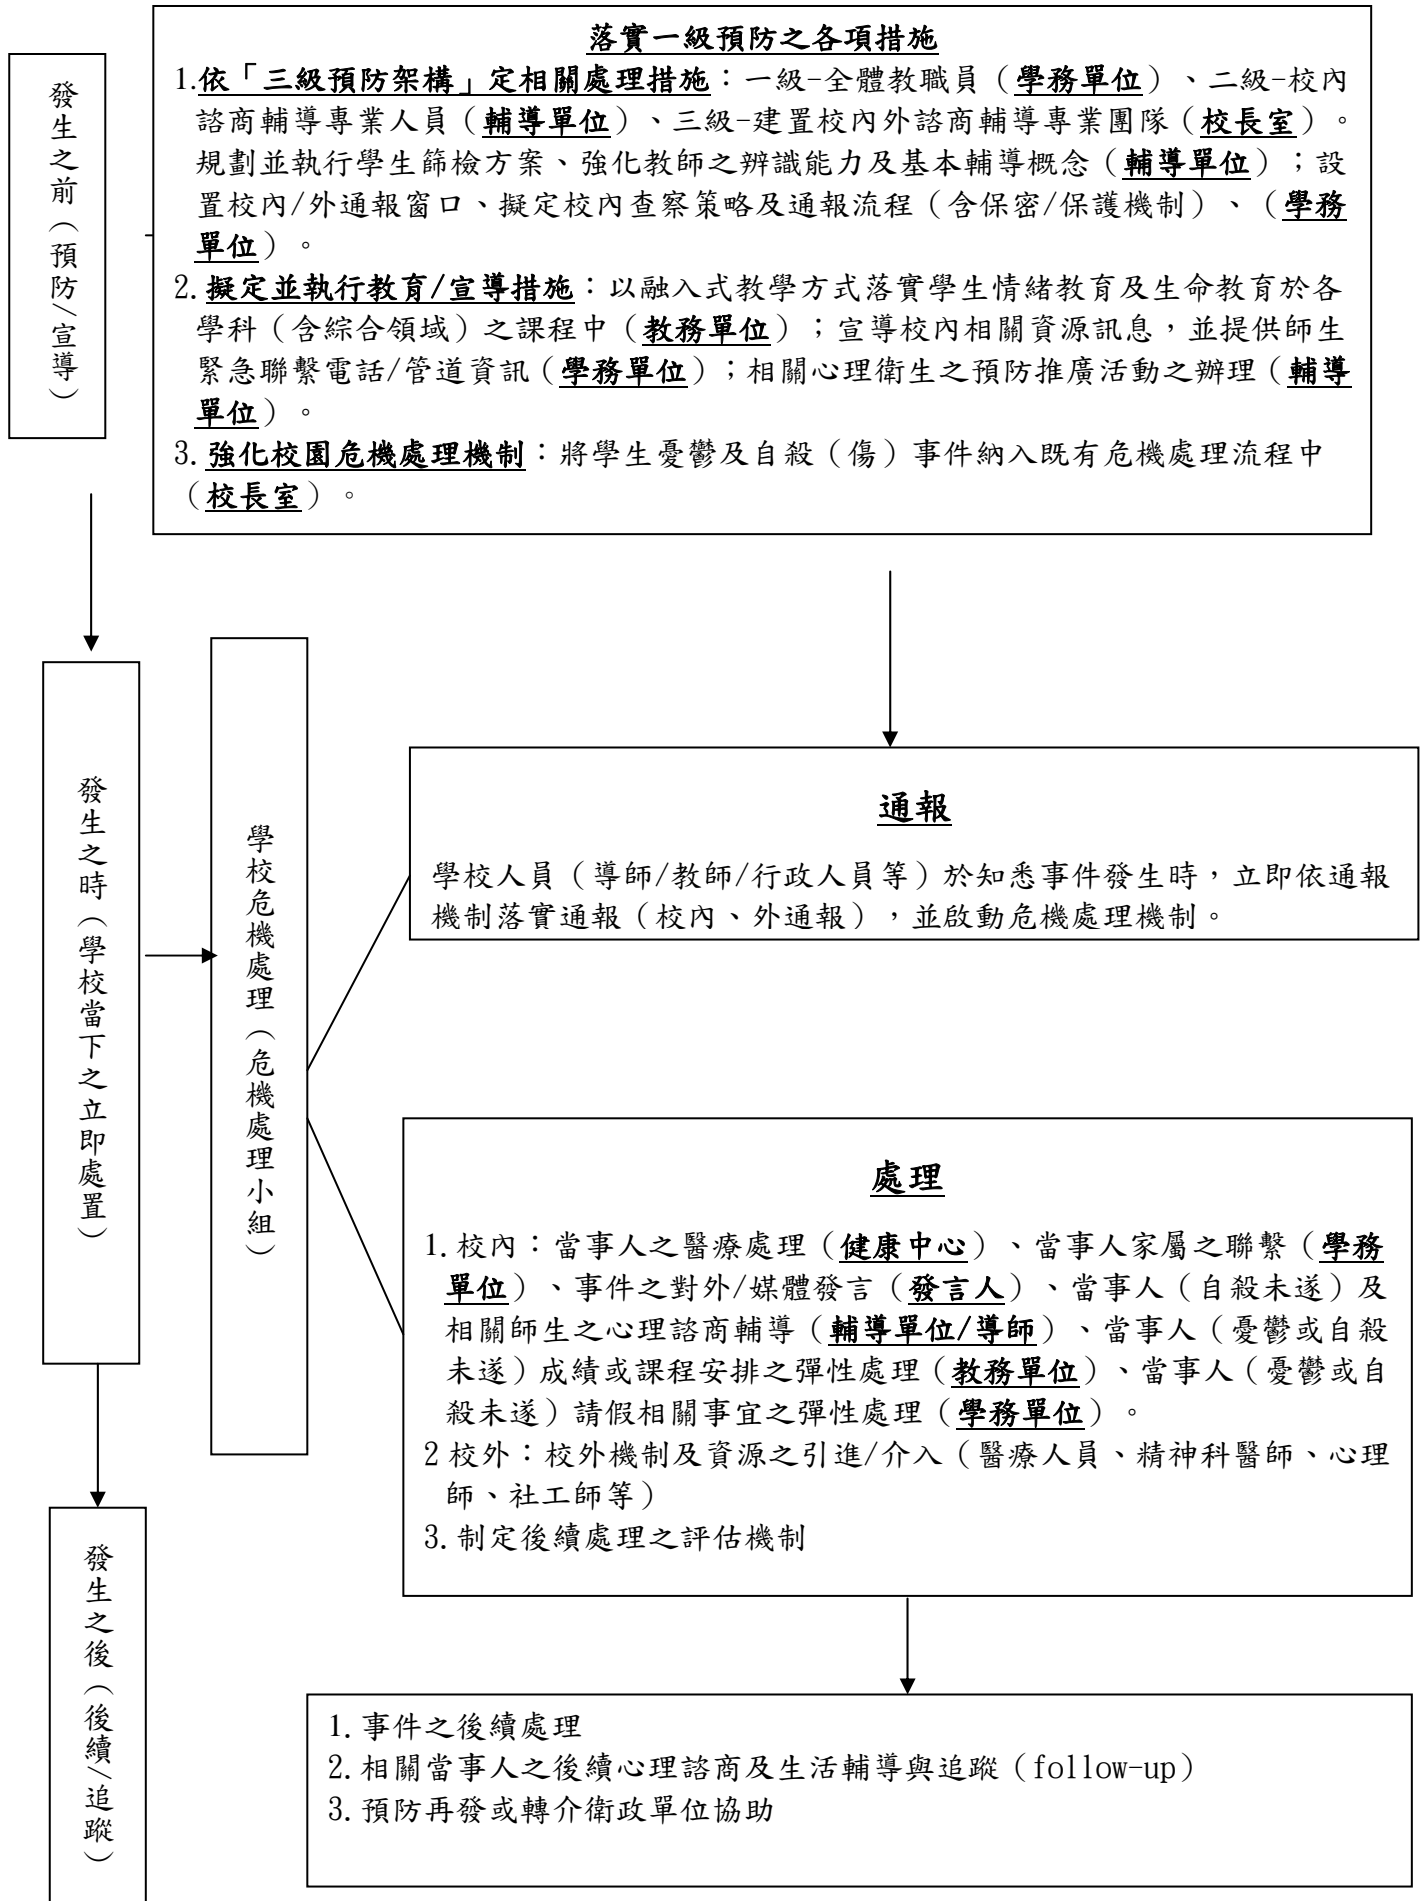 發生之前（預防/宣導）
落實一級預防之各項措施
1.依「三級預防架構」定相關處理措施：一級-全體教職員（學務單位）、二級-校內
諮商輔導專業人員（輔導單位）、三級-建置校內外諮商輔導專業團隊（校長室）。
規劃並執行學生篩檢方案、強化教師之辨識能力及基本輔導概念（輔導單位）；設
置校內/外通報窗口、擬定校內查察策略及通報流程（含保密/保護機制）、（學務
單位）。
2.擬定並執行教育/宣導措施：以融入式教學方式落實學生情緒教育及生命教育於各
學科（含綜合領域）之課程中（教務單位）；宣導校內相關資源訊息，並提供師生
緊急聯繫電話/管道資訊（學務單位）；相關心理衛生之預防推廣活動之辦理（輔導
單位）。
3.強化校園危機處理機制：將學生憂鬱及自殺（傷）事件納入既有危機處理流程中
（校長室）。
發生之時（學校當下之立即處置）
學校危機處理（危機處理小組）
通報
學校人員（導師/教師/行政人員等）於知悉事件發生時，立即依通報
機制落實通報（校內、外通報），並啟動危機處理機制。
處理
1.校內：當事人之醫療處理（健康中心）、當事人家屬之聯繫（學務
單位）、事件之對外/媒體發言（發言人）、當事人（自殺未遂）及
相關師生之心理諮商輔導（輔導單位/導師）、當事人（憂鬱或自殺
未遂）成績或課程安排之彈性處理（教務單位）、當事人（憂鬱或自
殺未遂）請假相關事宜之彈性處理（學務單位）。
2 校外：校外機制及資源之引進/介入（醫療人員、精神科醫師、心理
師、社工師等）
3.制定後續處理之評估機制
發生之後（後續/追蹤）
1.事件之後續處理
2.相關當事人之後續心理諮商及生活輔導與追蹤（follow-up）
3.預防再發或轉介衛政單位協助